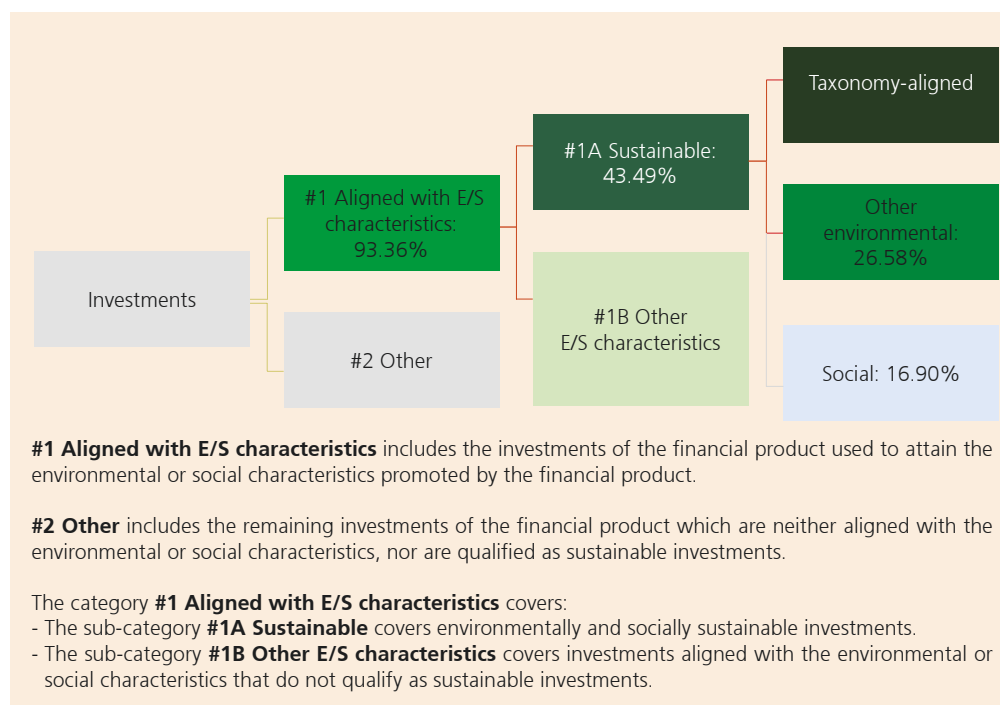 Taxonomy-aligned
#1A Sustainable:
43.49%
#1 Aligned with E/S
characteristics:
93.36%
Other
environmental:
26.58%
Investments
#1B Other
E/S characteristics
#2 Other
Social: 16.90%
#1 Aligned with E/S characteristics includes the investments of the financial product used to attain the
environmental or social characteristics promoted by the financial product.
#2 Other includes the remaining investments of the financial product which are neither aligned with the
environmental or social characteristics, nor are qualified as sustainable investments.
The category #1 Aligned with E/S characteristics covers:
- The sub-category #1A Sustainable covers environmentally and socially sustainable investments.
- The sub-category #1B Other E/S characteristics covers investments aligned with the environmental or
social characteristics that do not qualify as sustainable investments.